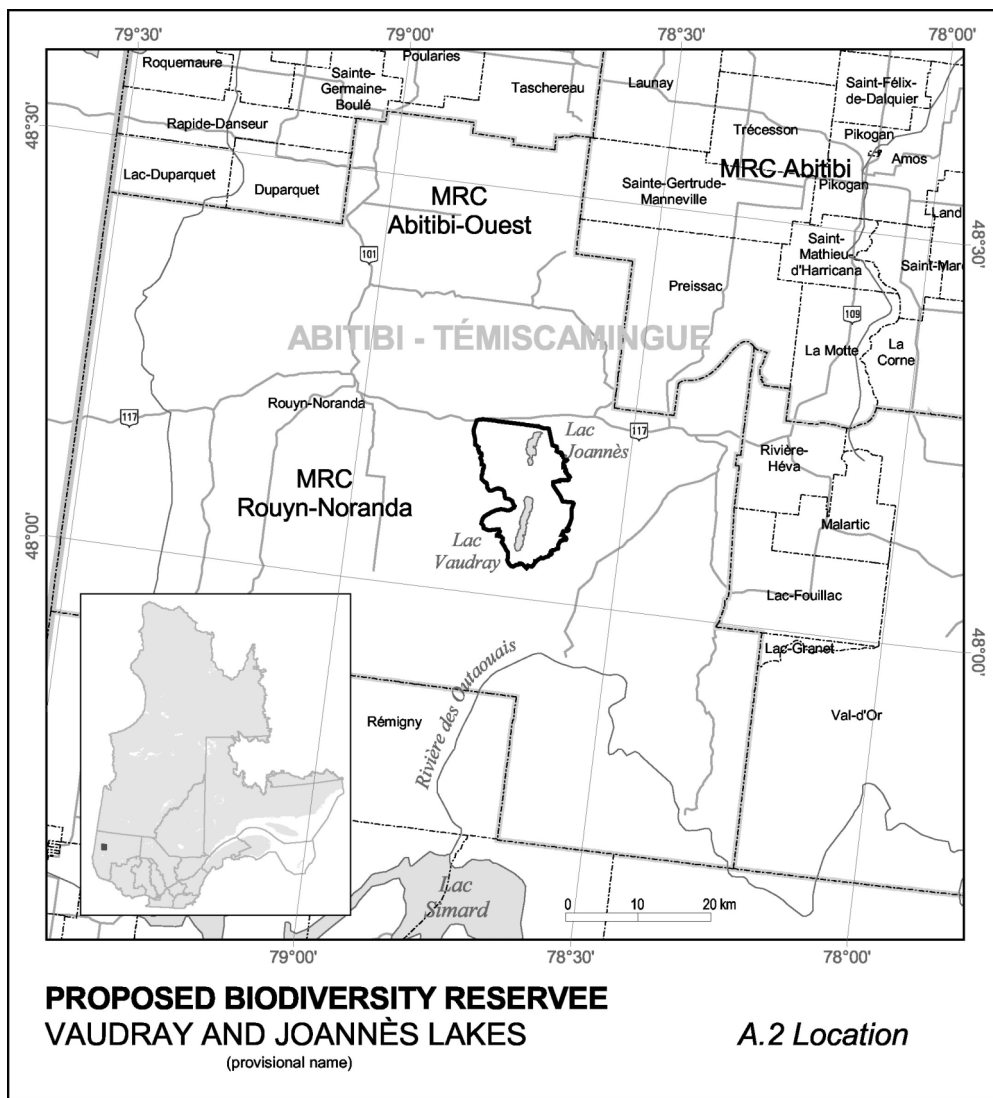 79°30'
79°00'
78°30'
78°00'
Roquemaure
Sainte-
Germaine-
Boulé
Poularies
Taschereau
Launay
Saint-Félix-
de-Dalquier
48°30'
Rapide-Danseur
Trécesson
Pikogan
Amos
Lac-Duparquet
Duparquet
MRC
Abitibi-Ouest
Sainte-Gertrude-
Manneville
MRC Abitibi
Pikogan
Land
48°30'
101
Saint-
Mathieu-
d'Harricana
Saint-Marc
Preissac
109
ABITIBI - TÉMISCAMINGUE
La Motte
La
Corne
117
Rouyn-Noranda
Lac
Joannès
117
Rivière-
Héva
MRC
Rouyn-Noranda
Malartic
48°00'
Lac
Vaudray
Lac-Fouillac
Lac-Granet
48°00'
Rivière des Outaouais
Rémigny
Val-d'Or
Lac
Simard
0 10 20 km
79°00'
78°30'
78°00'
PROPOSED BIODIVERSITY RESERVEE
VAUDRAY AND JOANNÈS LAKES
(provisional name)
A.2 Location